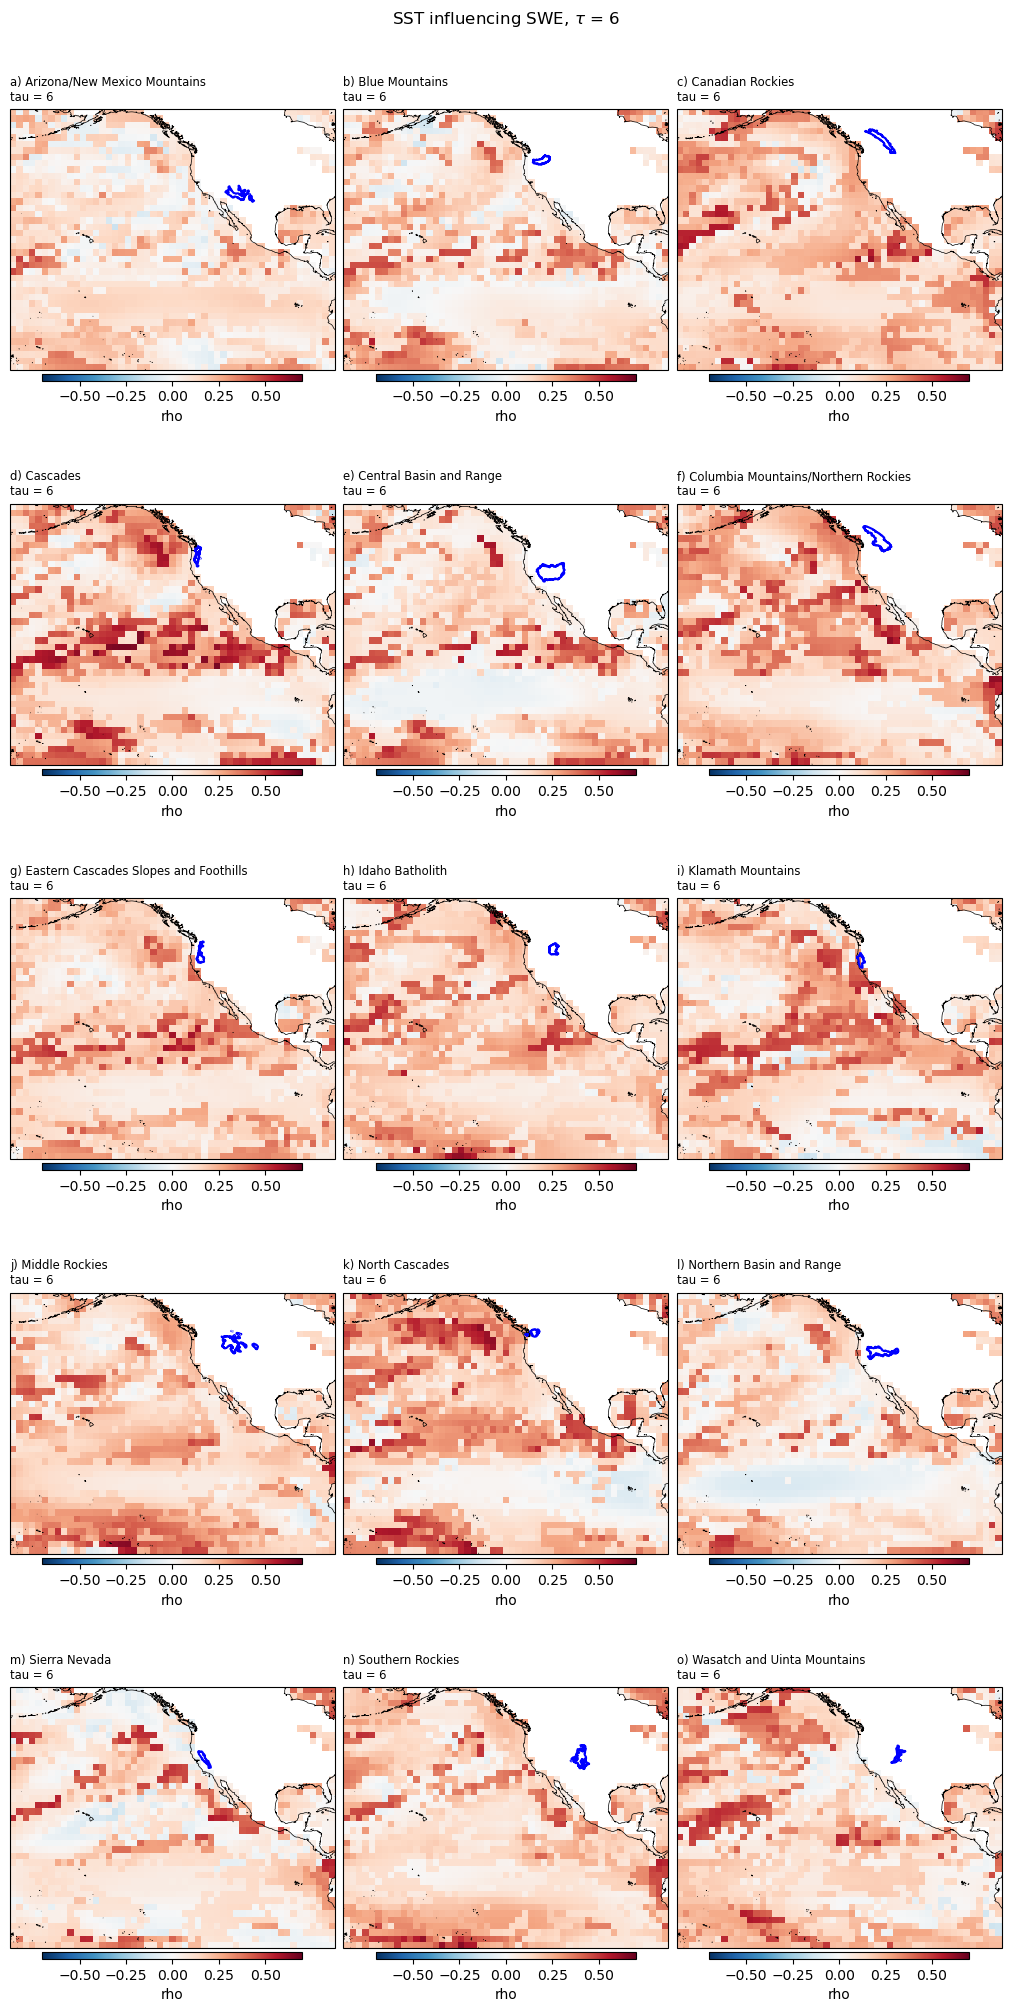 SST influencing SWE, τ = 6
a) Arizona/New Mexico Mountains
tau = 6
b) Blue Mountains
tau = 6
c) Canadian Rockies
tau = 6
−0.50 −0.25 0.00 0.25 0.50
rho
−0.50 −0.25 0.00 0.25 0.50
rho
−0.50 −0.25 0.00 0.25 0.50
rho
d) Cascades
tau = 6
e) Central Basin and Range
tau = 6
f) Columbia Mountains/Northern Rockies
tau = 6
−0.50 −0.25 0.00 0.25 0.50
rho
−0.50 −0.25 0.00 0.25 0.50
rho
−0.50 −0.25 0.00 0.25 0.50
rho
g) Eastern Cascades Slopes and Foothills
tau = 6
h) Idaho Batholith
tau = 6
i) Klamath Mountains
tau = 6
−0.50 −0.25 0.00 0.25 0.50
rho
−0.50 −0.25 0.00 0.25 0.50
rho
−0.50 −0.25 0.00 0.25 0.50
rho
j) Middle Rockies
tau = 6
k) North Cascades
tau = 6
l) Northern Basin and Range
tau = 6
−0.50 −0.25 0.00 0.25 0.50
rho
−0.50 −0.25 0.00 0.25 0.50
rho
−0.50 −0.25 0.00 0.25 0.50
rho
m) Sierra Nevada
tau = 6
n) Southern Rockies
tau = 6
o) Wasatch and Uinta Mountains
tau = 6
−0.50 −0.25 0.00 0.25 0.50
rho
−0.50 −0.25 0.00 0.25 0.50
rho
−0.50 −0.25 0.00 0.25 0.50
rho